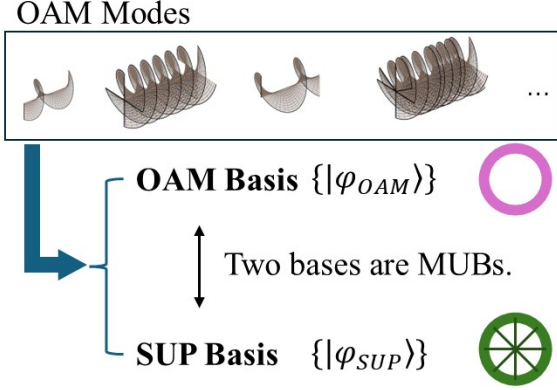 OAM Modes
...
OAM Basis {|φ_OAM⟩}
Two bases are MUBs.
SUP Basis {|φ_SUP⟩}